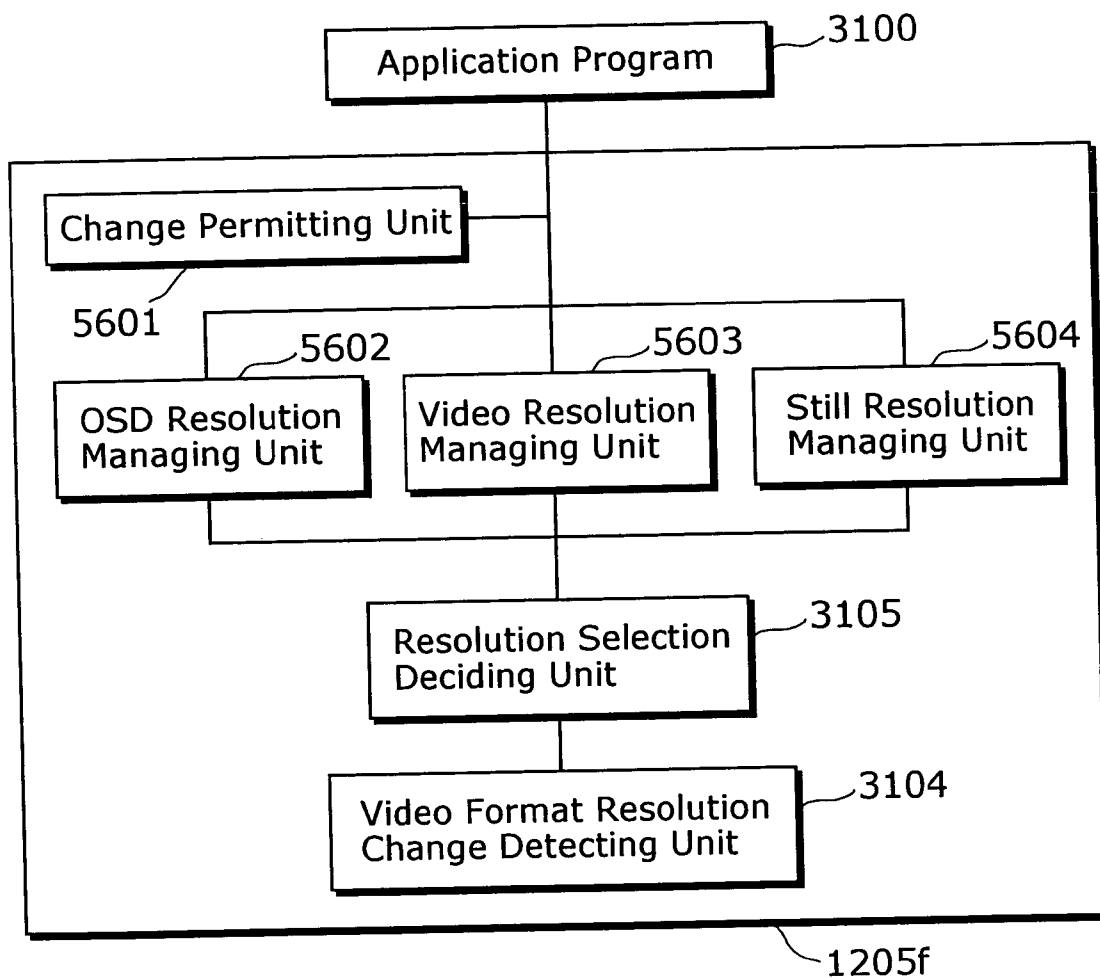 3100
Application Program
Change Permitting Unit
5601
5602
5603
5604
OSD Resolution
Managing Unit
Video Resolution
Managing Unit
Still Resolution
Managing Unit
3105
Resolution Selection
Deciding Unit
3104
Video Format Resolution
Change Detecting Unit
1205f